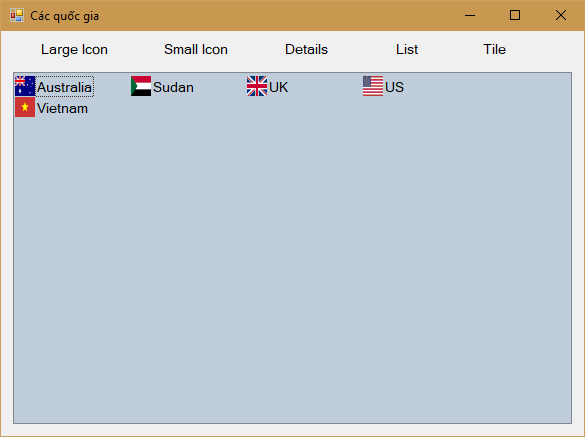 Các quốc gia
Large Icon Small Icon Details List Tile
Australia Sudan UK US
Vietnam